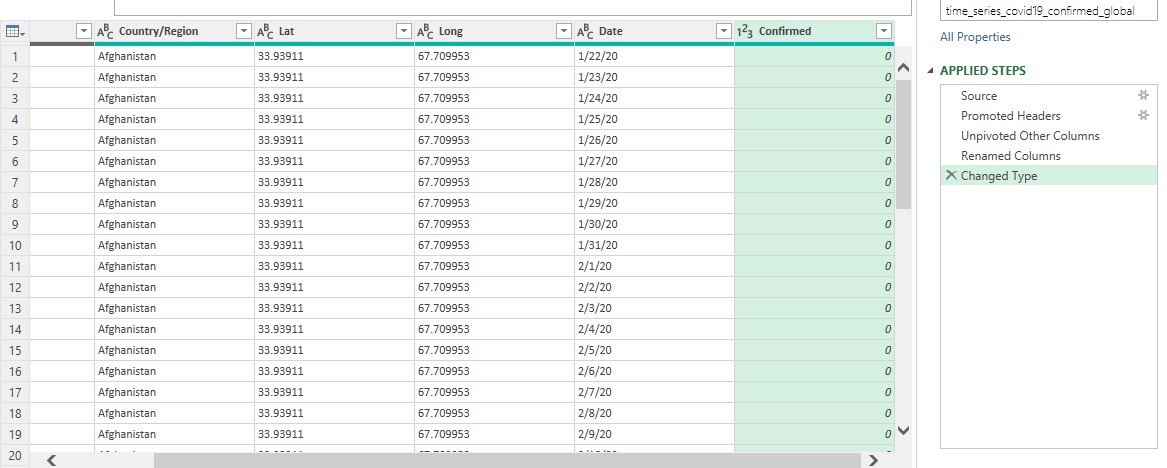 time_series_covid19_confirmed_global
All Properties
APPLIED STEPS
Source
Promoted Headers
Unpivoted Other Columns
Renamed Columns
Changed Type
ABC Country/Region ABC Lat ABC Long ABC Date 123 Confirmed
1 Afghanistan 33.93911 67.709953 1/22/20 0
2 Afghanistan 33.93911 67.709953 1/23/20 0
3 Afghanistan 33.93911 67.709953 1/24/20 0
4 Afghanistan 33.93911 67.709953 1/25/20 0
5 Afghanistan 33.93911 67.709953 1/26/20 0
6 Afghanistan 33.93911 67.709953 1/27/20 0
7 Afghanistan 33.93911 67.709953 1/28/20 0
8 Afghanistan 33.93911 67.709953 1/29/20 0
9 Afghanistan 33.93911 67.709953 1/30/20 0
10 Afghanistan 33.93911 67.709953 1/31/20 0
11 Afghanistan 33.93911 67.709953 2/1/20 0
12 Afghanistan 33.93911 67.709953 2/2/20 0
13 Afghanistan 33.93911 67.709953 2/3/20 0
14 Afghanistan 33.93911 67.709953 2/4/20 0
15 Afghanistan 33.93911 67.709953 2/5/20 0
16 Afghanistan 33.93911 67.709953 2/6/20 0
17 Afghanistan 33.93911 67.709953 2/7/20 0
18 Afghanistan 33.93911 67.709953 2/8/20 0
19 Afghanistan 33.93911 67.709953 2/9/20 0
20